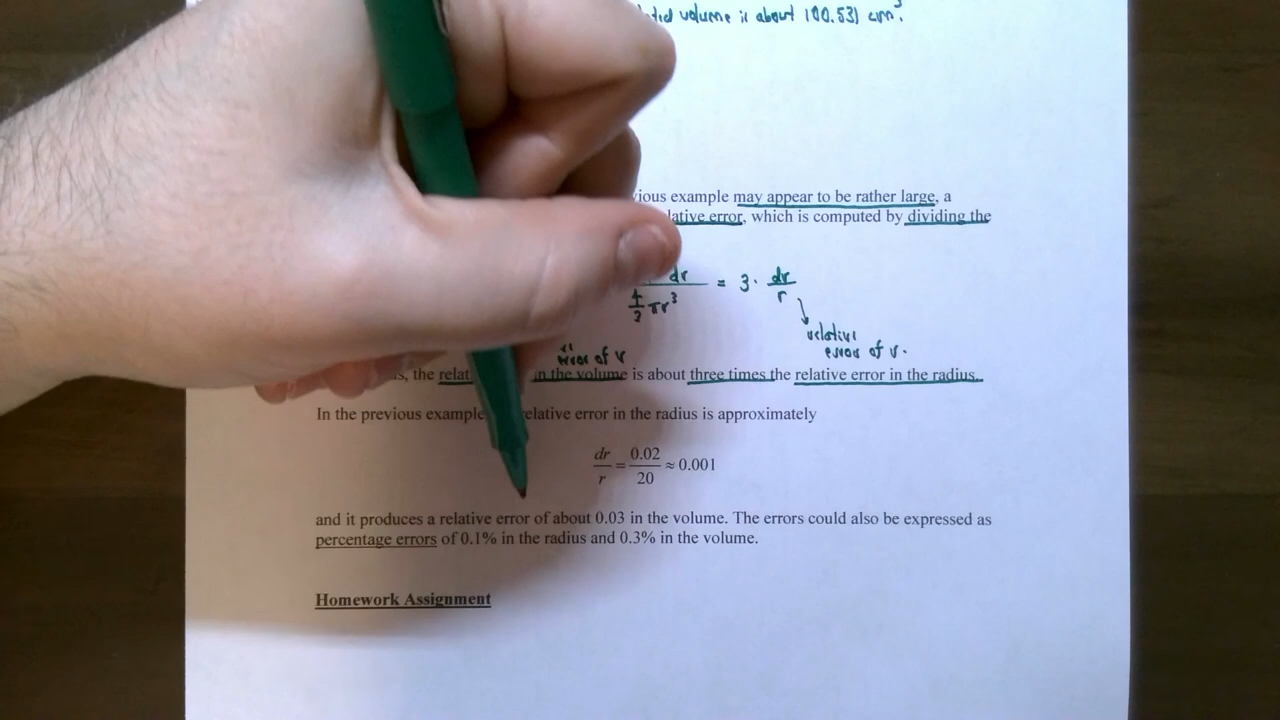 volume is about 100.531 cm³.
ious example may appear to be rather large, a
lative error, which is computed by dividing the
dr / 4/3 πr³ = 3 · dr/r
relative
error of v error of r.
s, the relat in the volume is about three times the relative error in the radius.
In the previous example elative error in the radius is approximately
dr/r = 0.02/20 ≈ 0.001
and it produces a relative error of about 0.03 in the volume. The errors could also be expressed as
percentage errors of 0.1% in the radius and 0.3% in the volume.
Homework Assignment